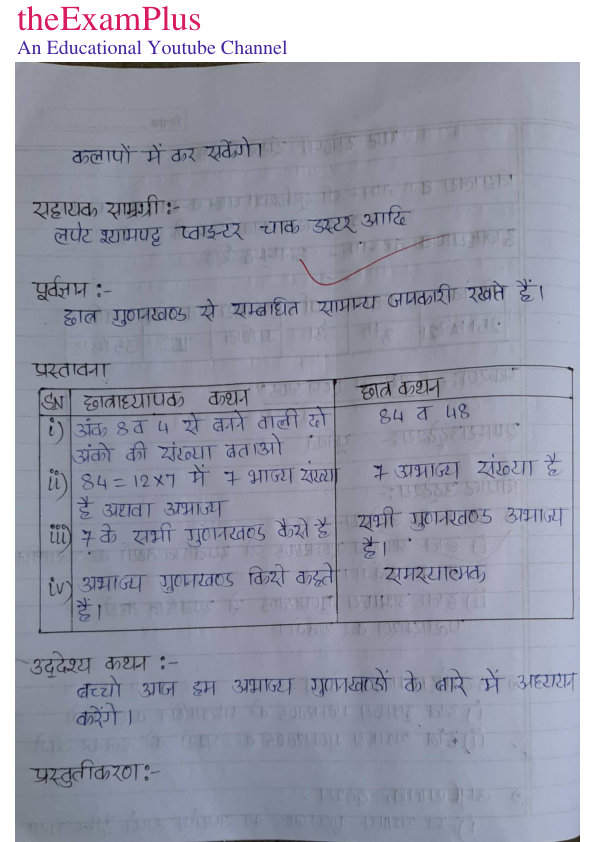 theExamPlus
An Educational Youtube Channel
कलापों में कर सकेंगे।
सहायक सामग्री:-
लपेट श्यामपट्ट प्वाइन्टर चाक डस्टर आदि
पूर्वज्ञान :-
छात्र गुणनखण्ड से सम्बन्धित सामान्य जानकारी रखते हैं।
प्रस्तावना
SN छात्राध्यापक कथन छात्र कथन
i) अंक 8 व 4 से बनने वाली दो 84 व 48
अंकों की संख्या बताओ
ii) 84 = 12×7 में 7 भाज्य संख्या 7 अभाज्य संख्या है
है अथवा अभाज्य
iii) 7 के सभी गुणनखण्ड कैसे है सभी गुणनखण्ड अभाज्य
है।
iv) अभाज्य गुणनखण्ड किसे कहते समस्यात्मक
हैं।
उद्देश्य कथन :-
बच्चो आज हम अभाज्य गुणनखण्डों के बारे में अध्ययन
करेंगे।
प्रस्तुतीकरण:-